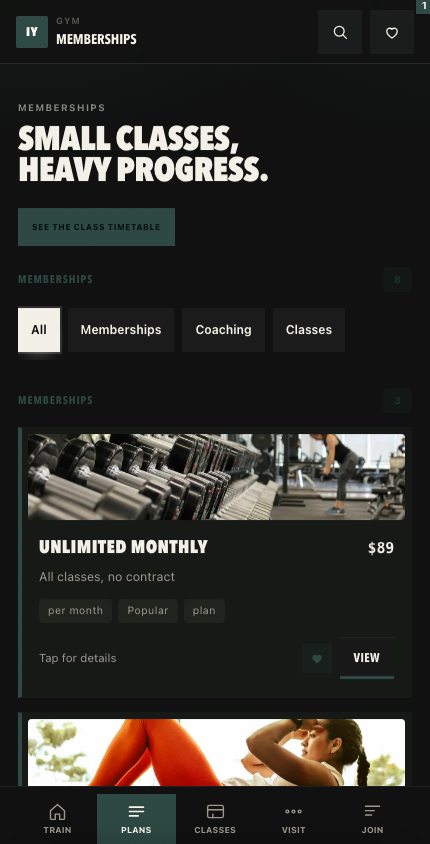 1
IY
GYM
MEMBERSHIPS
MEMBERSHIPS
SMALL CLASSES,
HEAVY PROGRESS.
SEE THE CLASS TIMETABLE
MEMBERSHIPS
8
All
Memberships
Coaching
Classes
MEMBERSHIPS
3
UNLIMITED MONTHLY
$89
All classes, no contract
per month
Popular
plan
Tap for details
VIEW
TRAIN
PLANS
CLASSES
VISIT
JOIN